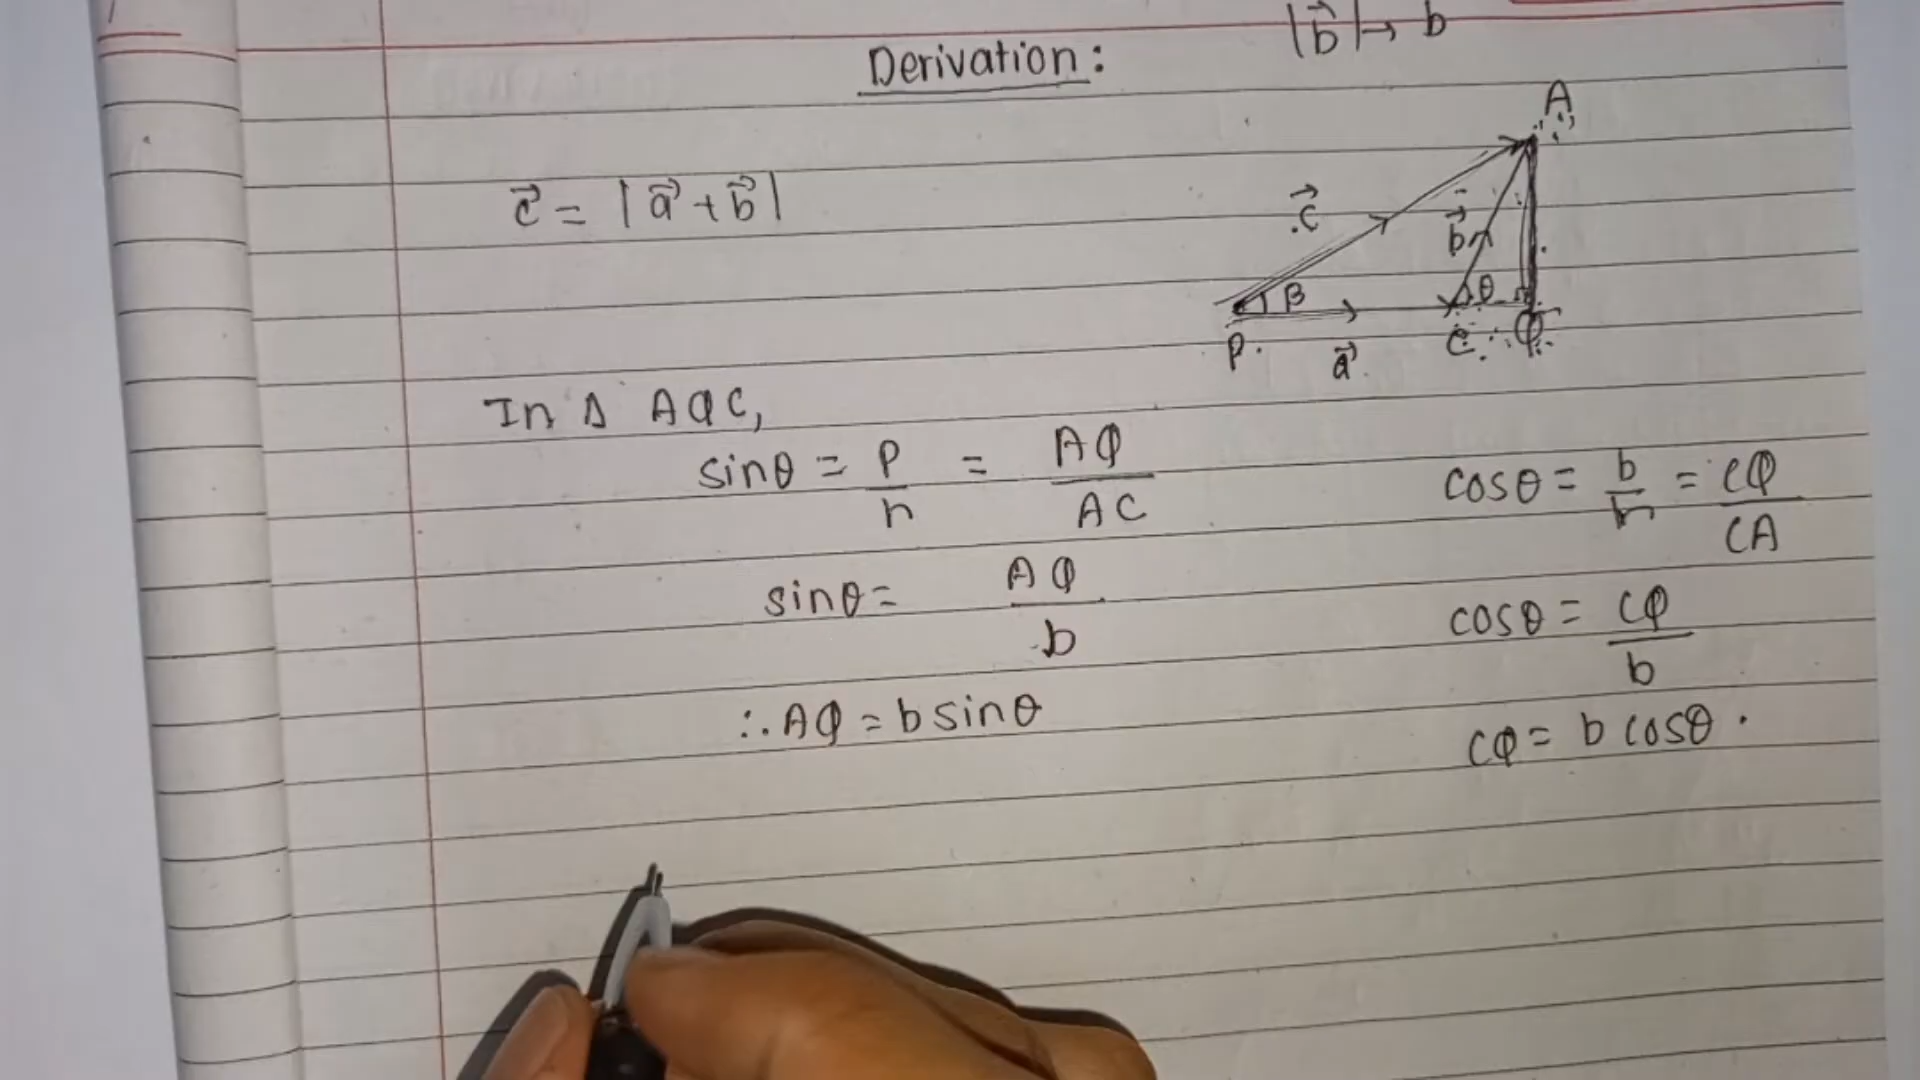 |b⃗| → b
Derivation:
A
c⃗ = |a⃗ + b⃗|
c⃗
b⃗
β
θ
P
a⃗
C
Q
In Δ AQC,
sinθ = P/h = AQ/AC
cosθ = b/h = CQ/CA
sinθ = AQ/b
cosθ = CQ/b
∴ AQ = b sinθ
CQ = b cosθ.